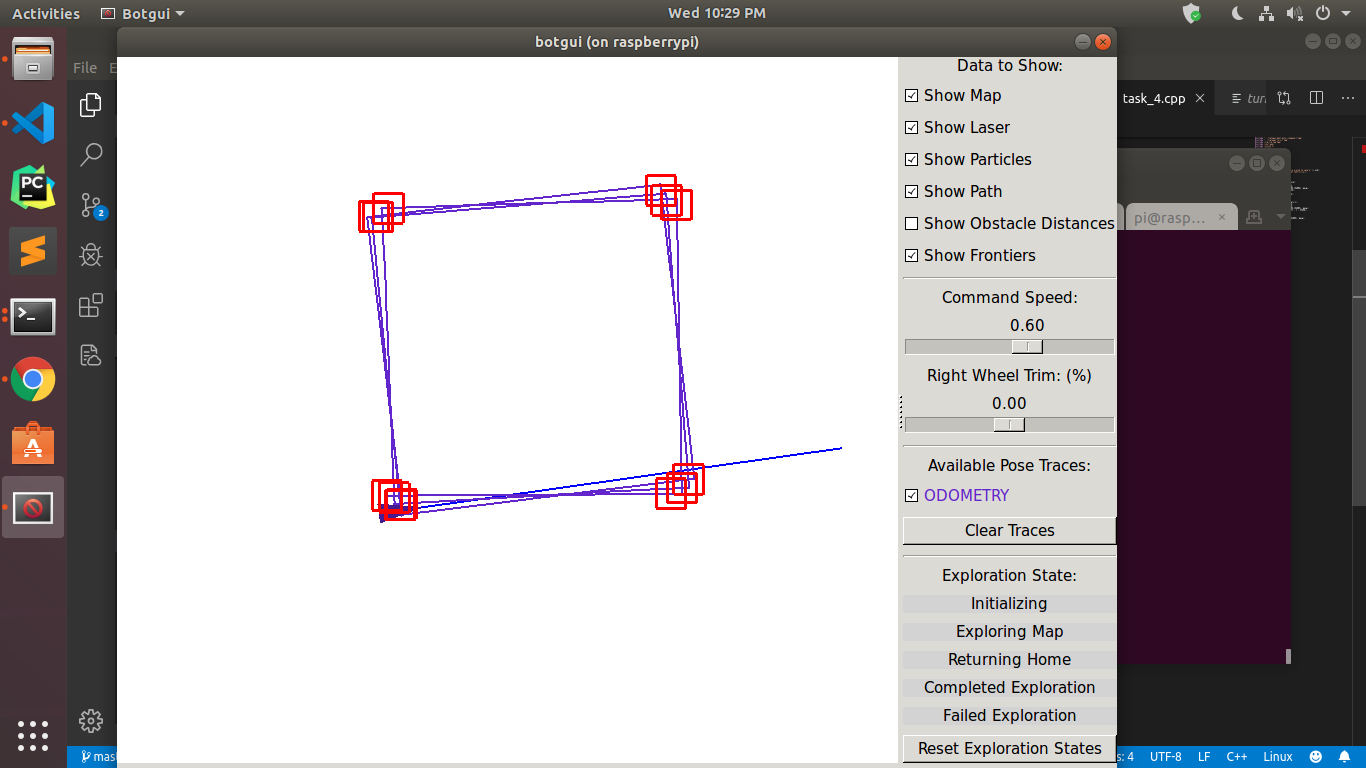 Activities Botgui Wed 10:29 PM
botgui (on raspberrypi)
File E
task_4.cpp
2
pi@rasp...
Data to Show:
Show Map
Show Laser
Show Particles
Show Path
Show Obstacle Distances
Show Frontiers
Command Speed:
0.60
Right Wheel Trim: (%)
0.00
Available Pose Traces:
ODOMETRY
Clear Traces
Exploration State:
Initializing
Exploring Map
Returning Home
Completed Exploration
Failed Exploration
Reset Exploration States
PC
mas
s: 4 UTF-8 LF C++ Linux